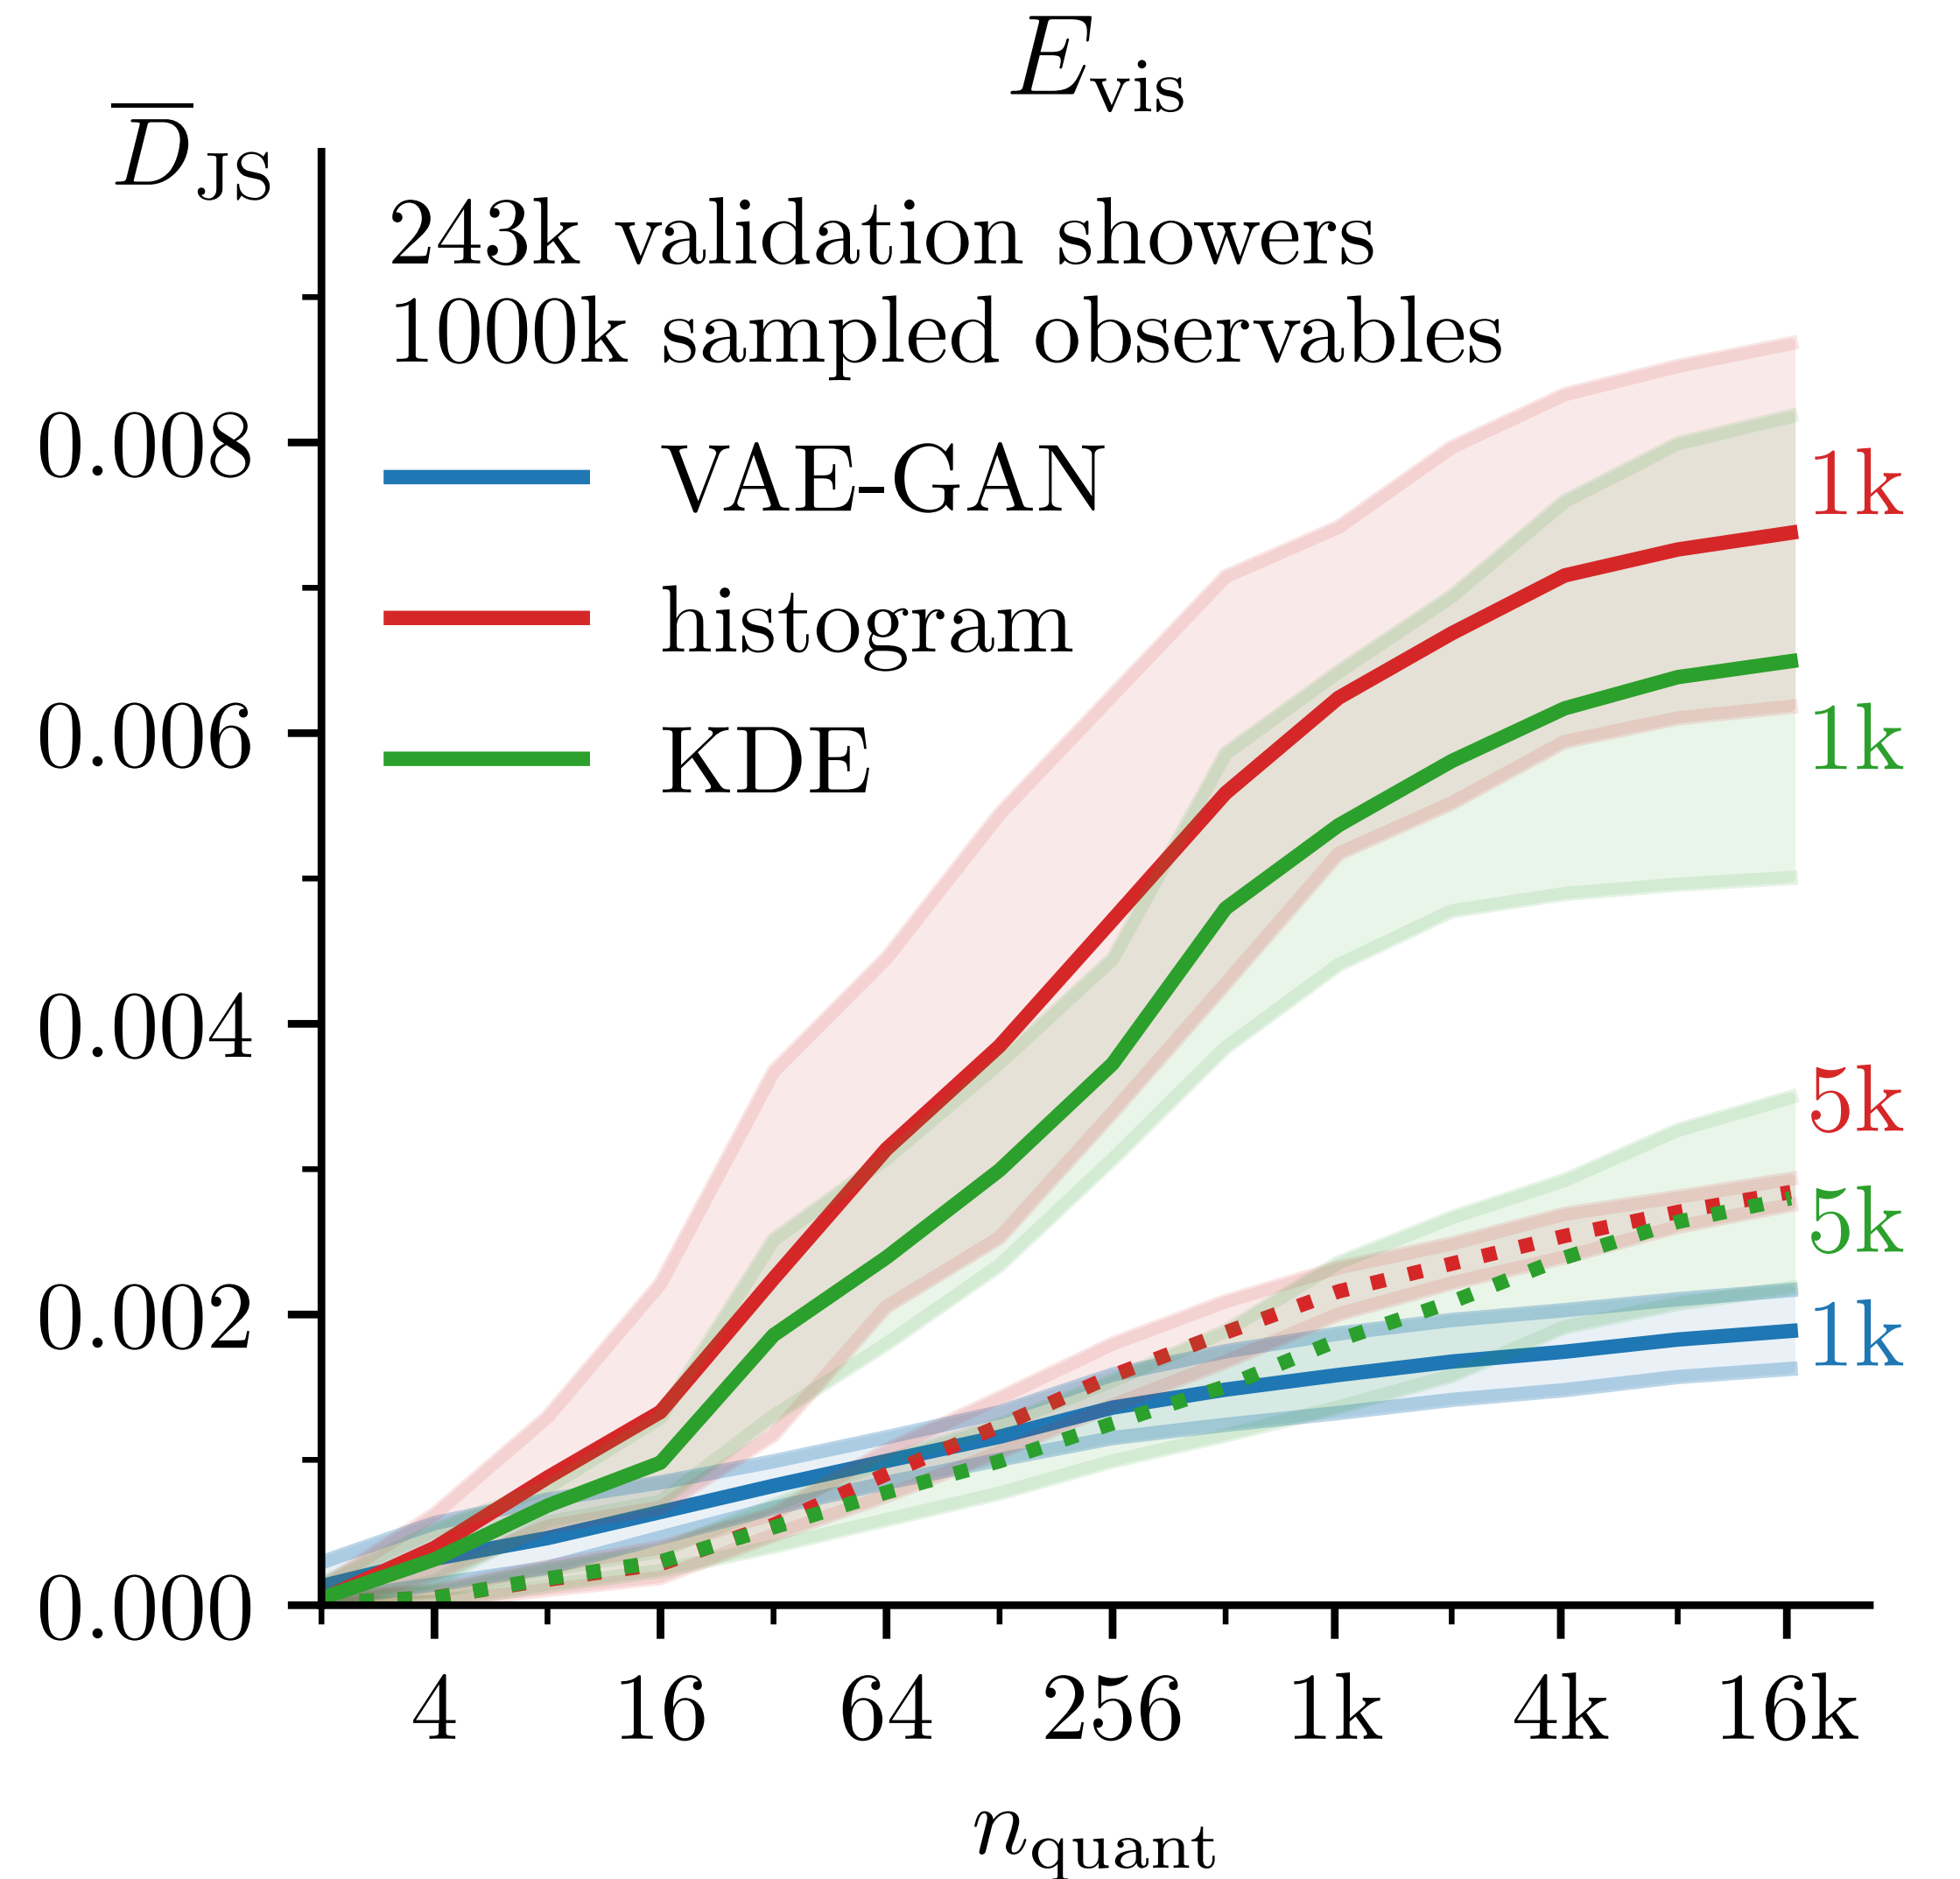 E_vis
D̅_JS
243k validation showers
1000k sampled observables
VAE-GAN
histogram
KDE
0.008
0.006
0.004
0.002
0.000
1k
1k
5k
5k
1k
4 16 64 256 1k 4k 16k
n_quant